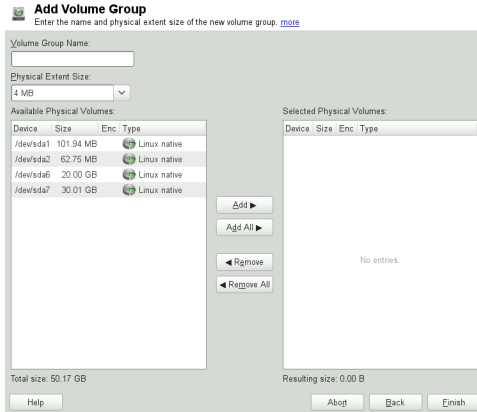 Add Volume Group
Enter the name and physical extent size of the new volume group. more
Volume Group Name:
Physical Extent Size:
4 MB
Available Physical Volumes:
Device Size Enc Type
/dev/sda1 101.94 MB Linux native
/dev/sda2 62.75 MB Linux native
/dev/sda6 20.00 GB Linux native
/dev/sda7 30.01 GB Linux native
Total size: 50.17 GB
Add ▶
Add All ▶
◀ Remove
◀ Remove All
Selected Physical Volumes:
Device Size Enc Type
No entries.
Resulting size: 0.00 B
Help
Abort
Back
Finish